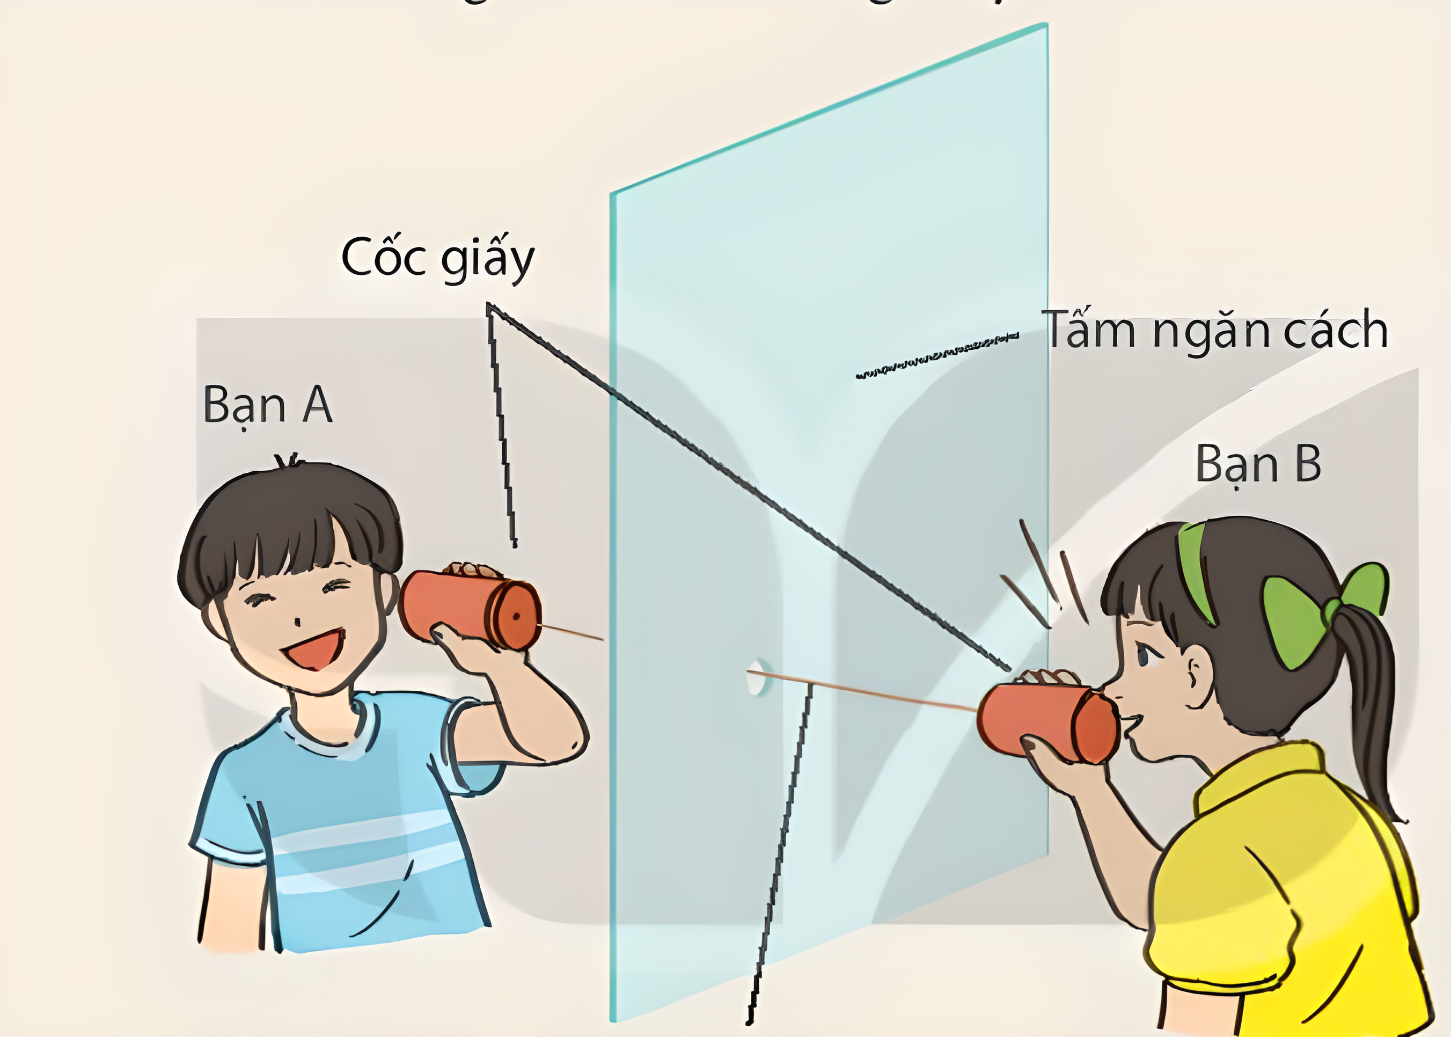 Cốc giấy
Tấm ngăn cách
Bạn A
Bạn B